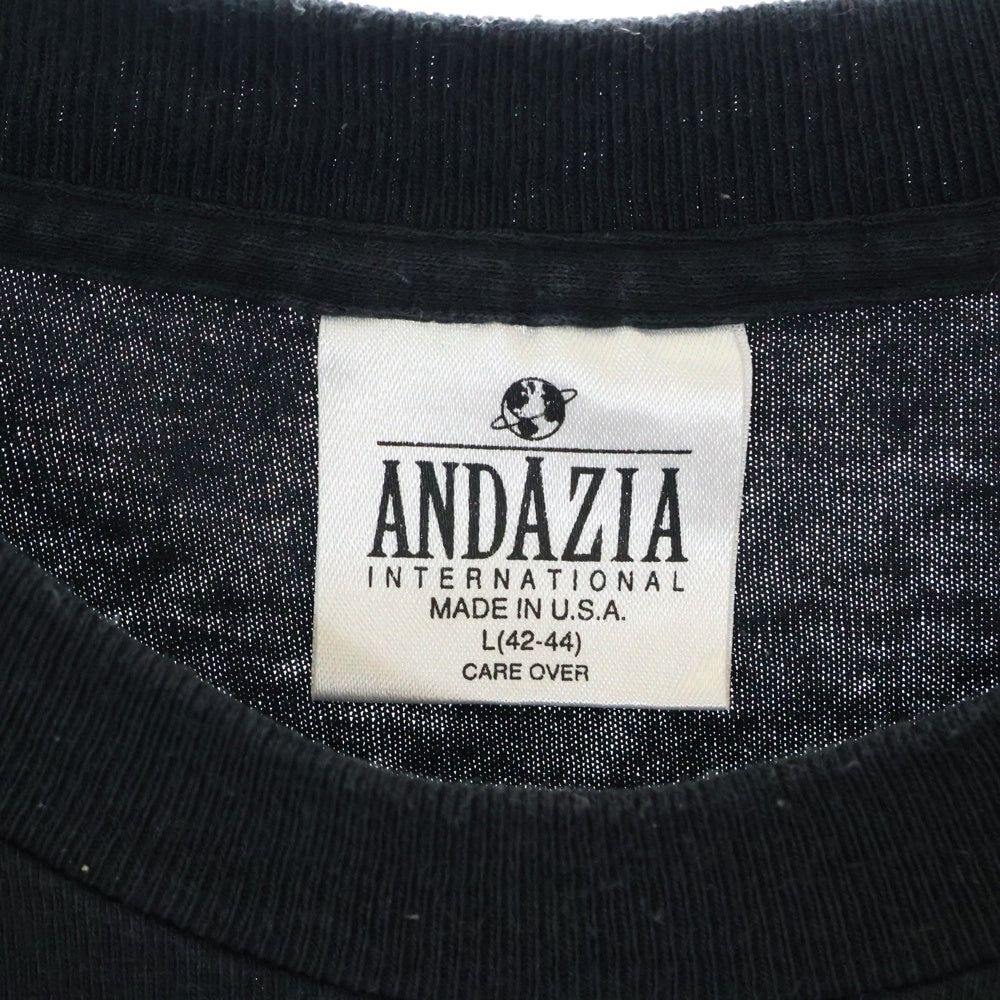 ANDAZIA
INTERNATIONAL
MADE IN U.S.A.
L(42-44)
CARE OVER